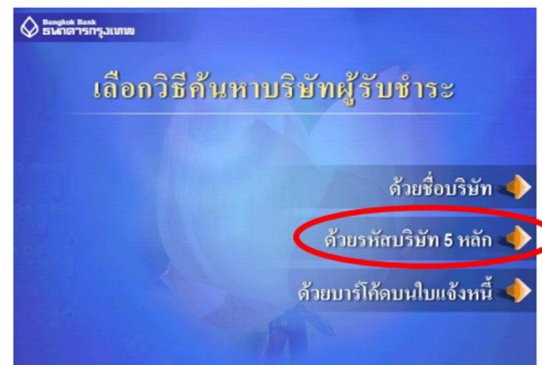 Bangkok Bank
ธนาคารกรุงเทพ
เลือกวิธีค้นหาบริษัทผู้รับชำระ
ด้วยชื่อบริษัท
ด้วยรหัสบริษัท 5 หลัก
ด้วยบาร์โค้ดบนใบแจ้งหนี้